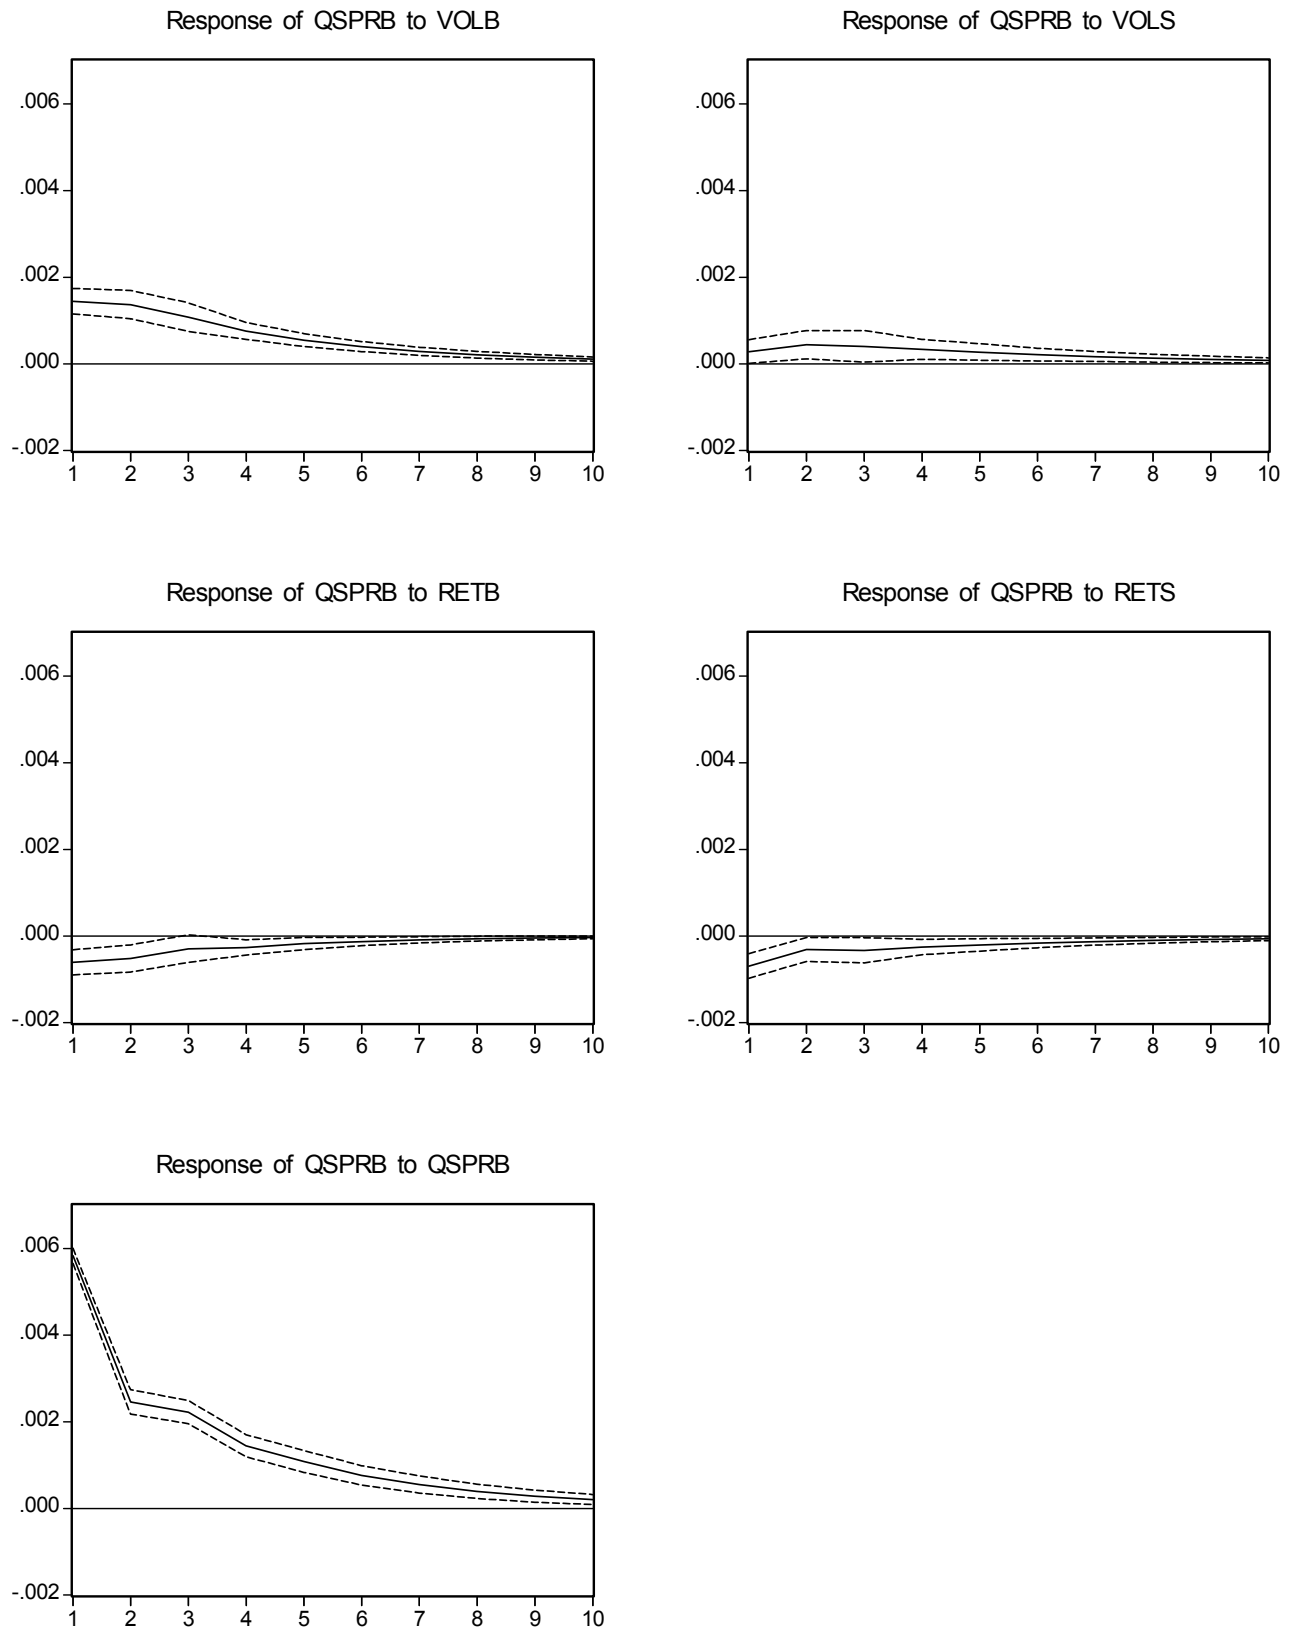 Response of QSPRB to VOLB
.006
.004
.002
.000
-.002
1 2 3 4 5 6 7 8 9 10
Response of QSPRB to VOLS
.006
.004
.002
.000
-.002
1 2 3 4 5 6 7 8 9 10
Response of QSPRB to RETB
.006
.004
.002
.000
-.002
1 2 3 4 5 6 7 8 9 10
Response of QSPRB to RETS
.006
.004
.002
.000
-.002
1 2 3 4 5 6 7 8 9 10
Response of QSPRB to QSPRB
.006
.004
.002
.000
-.002
1 2 3 4 5 6 7 8 9 10